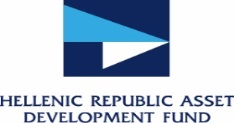 HELLENIC REPUBLIC ASSET
DEVELOPMENT FUND